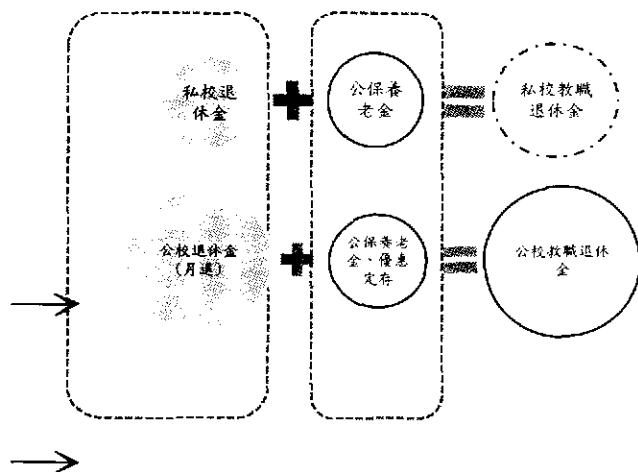 私校退
休金
公保養
老金
私校教職
退休金
公校退休金
(月退)
公保養老
金、優惠
定存
公校教職退休
金